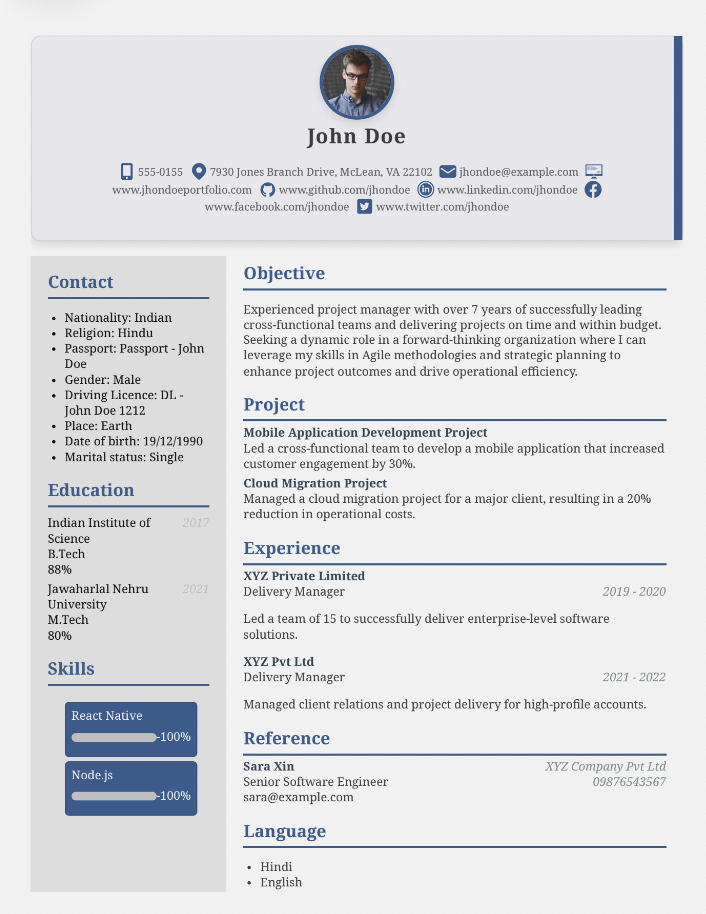 John Doe
555-0155 7930 Jones Branch Drive, McLean, VA 22102 jhondoe@example.com
www.jhondoeportfolio.com www.github.com/jhondoe www.linkedin.com/jhondoe
www.facebook.com/jhondoe www.twitter.com/jhondoe
Contact
• Nationality: Indian
• Religion: Hindu
• Passport: Passport - John
Doe
• Gender: Male
• Driving Licence: DL -
John Doe 1212
• Place: Earth
• Date of birth: 19/12/1990
• Marital status: Single
Education
Indian Institute of 2017
Science
B.Tech
88%
Jawaharlal Nehru 2021
University
M.Tech
80%
Skills
React Native
-100%
Node.js
-100%
Objective
Experienced project manager with over 7 years of successfully leading
cross-functional teams and delivering projects on time and within budget.
Seeking a dynamic role in a forward-thinking organization where I can
leverage my skills in Agile methodologies and strategic planning to
enhance project outcomes and drive operational efficiency.
Project
Mobile Application Development Project
Led a cross-functional team to develop a mobile application that increased
customer engagement by 30%.
Cloud Migration Project
Managed a cloud migration project for a major client, resulting in a 20%
reduction in operational costs.
Experience
XYZ Private Limited
Delivery Manager 2019 - 2020
Led a team of 15 to successfully deliver enterprise-level software
solutions.
XYZ Pvt Ltd
Delivery Manager 2021 - 2022
Managed client relations and project delivery for high-profile accounts.
Reference
Sara Xin XYZ Company Pvt Ltd
Senior Software Engineer 09876543567
sara@example.com
Language
• Hindi
• English